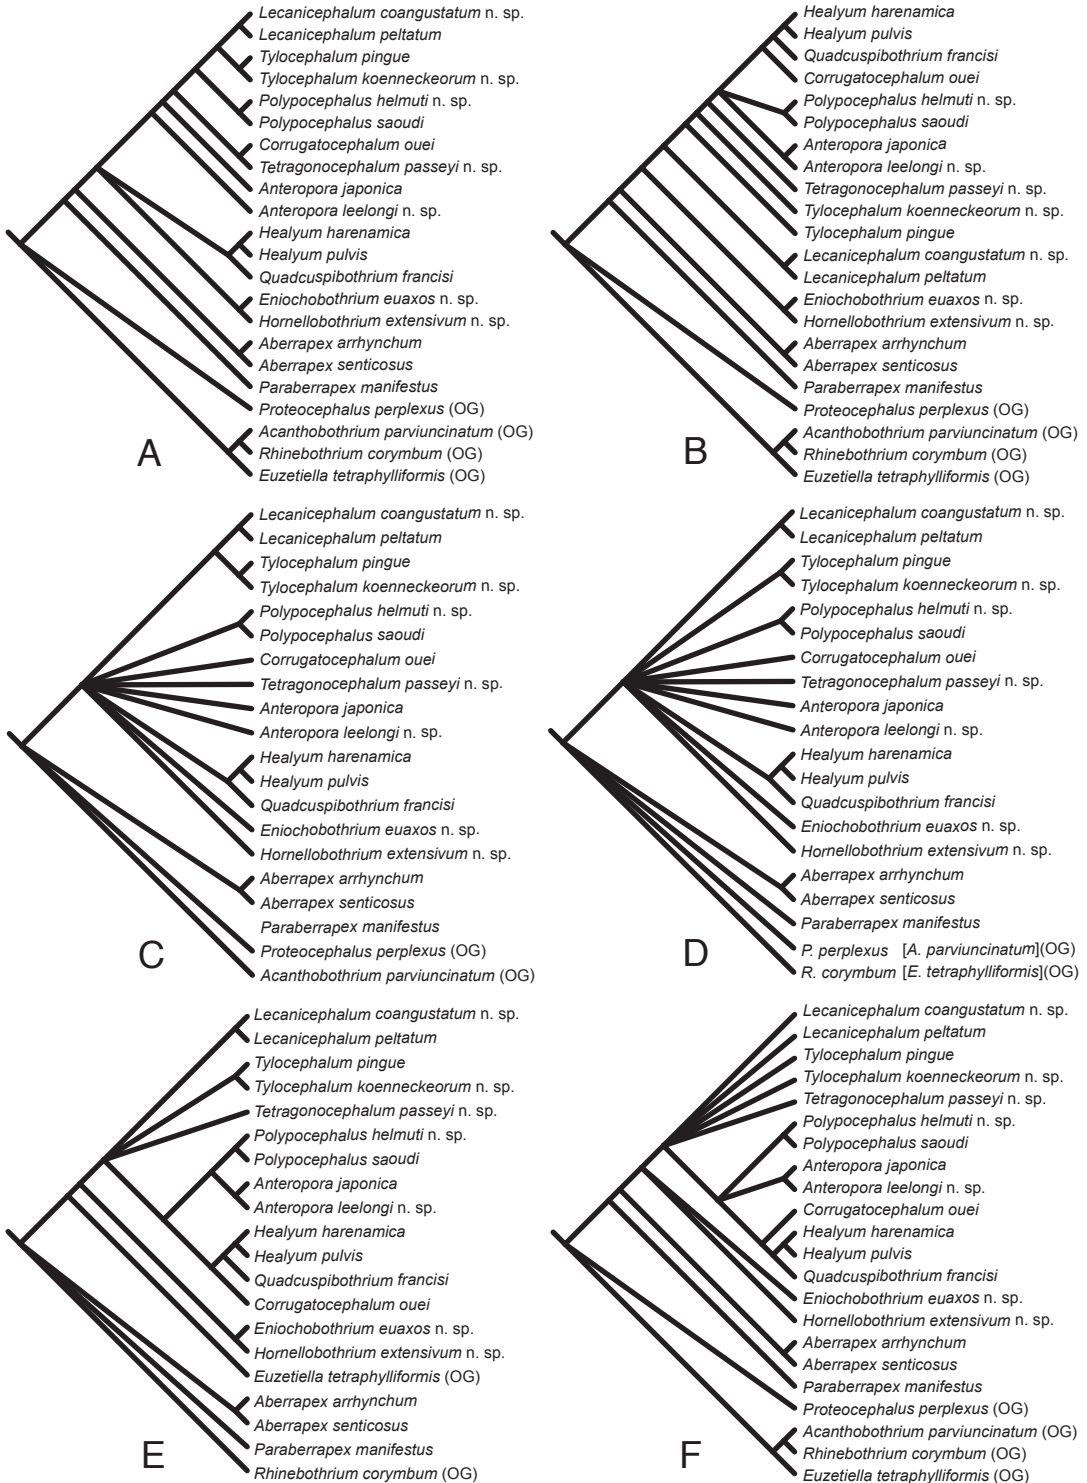 Lecanicephalum coangustatum n. sp.
Lecanicephalum peltatum
Tylocephalum pingue
Tylocephalum koenneckeorum n. sp.
Polypocephalus helmuti n. sp.
Polypocephalus saoudi
Corrugatocephalum ouei
Tetragonocephalum passeyi n. sp.
Anteropora japonica
Anteropora leelongi n. sp.
Healyum harenamica
Healyum pulvis
Quadcuspibothrium francisi
Eniochobothrium euaxos n. sp.
Hornellobothrium extensivum n. sp.
Aberrapex arrhynchum
Aberrapex senticosus
Paraberrapex manifestus
Proteocephalus perplexus (OG)
Acanthobothrium parviuncinatum (OG)
Rhinebothrium corymbum (OG)
Euzetiella tetraphylliformis (OG)
A
Healyum harenamica
Healyum pulvis
Quadcuspibothrium francisi
Corrugatocephalum ouei
Polypocephalus helmuti n. sp.
Polypocephalus saoudi
Anteropora japonica
Anteropora leelongi n. sp.
Tetragonocephalum passeyi n. sp.
Tylocephalum koenneckeorum n. sp.
Tylocephalum pingue
Lecanicephalum coangustatum n. sp.
Lecanicephalum peltatum
Eniochobothrium euaxos n. sp.
Hornellobothrium extensivum n. sp.
Aberrapex arrhynchum
Aberrapex senticosus
Paraberrapex manifestus
Proteocephalus perplexus (OG)
Acanthobothrium parviuncinatum (OG)
Rhinebothrium corymbum (OG)
Euzetiella tetraphylliformis (OG)
B
Lecanicephalum coangustatum n. sp.
Lecanicephalum peltatum
Tylocephalum pingue
Tylocephalum koenneckeorum n. sp.
Polypocephalus helmuti n. sp.
Polypocephalus saoudi
Corrugatocephalum ouei
Tetragonocephalum passeyi n. sp.
Anteropora japonica
Anteropora leelongi n. sp.
Healyum harenamica
Healyum pulvis
Quadcuspibothrium francisi
Eniochobothrium euaxos n. sp.
Hornellobothrium extensivum n. sp.
Aberrapex arrhynchum
Aberrapex senticosus
Paraberrapex manifestus
Proteocephalus perplexus (OG)
Acanthobothrium parviuncinatum (OG)
C
Lecanicephalum coangustatum n. sp.
Lecanicephalum peltatum
Tylocephalum pingue
Tylocephalum koenneckeorum n. sp.
Polypocephalus helmuti n. sp.
Polypocephalus saoudi
Corrugatocephalum ouei
Tetragonocephalum passeyi n. sp.
Anteropora japonica
Anteropora leelongi n. sp.
Healyum harenamica
Healyum pulvis
Quadcuspibothrium francisi
Eniochobothrium euaxos n. sp.
Hornellobothrium extensivum n. sp.
Aberrapex arrhynchum
Aberrapex senticosus
Paraberrapex manifestus
P. perplexus [A. parviuncinatum](OG)
R. corymbum [E. tetraphylliformis](OG)
D
Lecanicephalum coangustatum n. sp.
Lecanicephalum peltatum
Tylocephalum pingue
Tylocephalum koenneckeorum n. sp.
Tetragonocephalum passeyi n. sp.
Polypocephalus helmuti n. sp.
Polypocephalus saoudi
Anteropora japonica
Anteropora leelongi n. sp.
Healyum harenamica
Healyum pulvis
Quadcuspibothrium francisi
Corrugatocephalum ouei
Eniochobothrium euaxos n. sp.
Hornellobothrium extensivum n. sp.
Euzetiella tetraphylliformis (OG)
Aberrapex arrhynchum
Aberrapex senticosus
Paraberrapex manifestus
Rhinebothrium corymbum (OG)
E
Lecanicephalum coangustatum n. sp.
Lecanicephalum peltatum
Tylocephalum pingue
Tylocephalum koenneckeorum n. sp.
Tetragonocephalum passeyi n. sp.
Polypocephalus helmuti n. sp.
Polypocephalus saoudi
Anteropora japonica
Anteropora leelongi n. sp.
Corrugatocephalum ouei
Healyum harenamica
Healyum pulvis
Quadcuspibothrium francisi
Eniochobothrium euaxos n. sp.
Hornellobothrium extensivum n. sp.
Aberrapex arrhynchum
Aberrapex senticosus
Paraberrapex manifestus
Proteocephalus perplexus (OG)
Acanthobothrium parviuncinatum (OG)
Rhinebothrium corymbum (OG)
Euzetiella tetraphylliformis (OG)
F